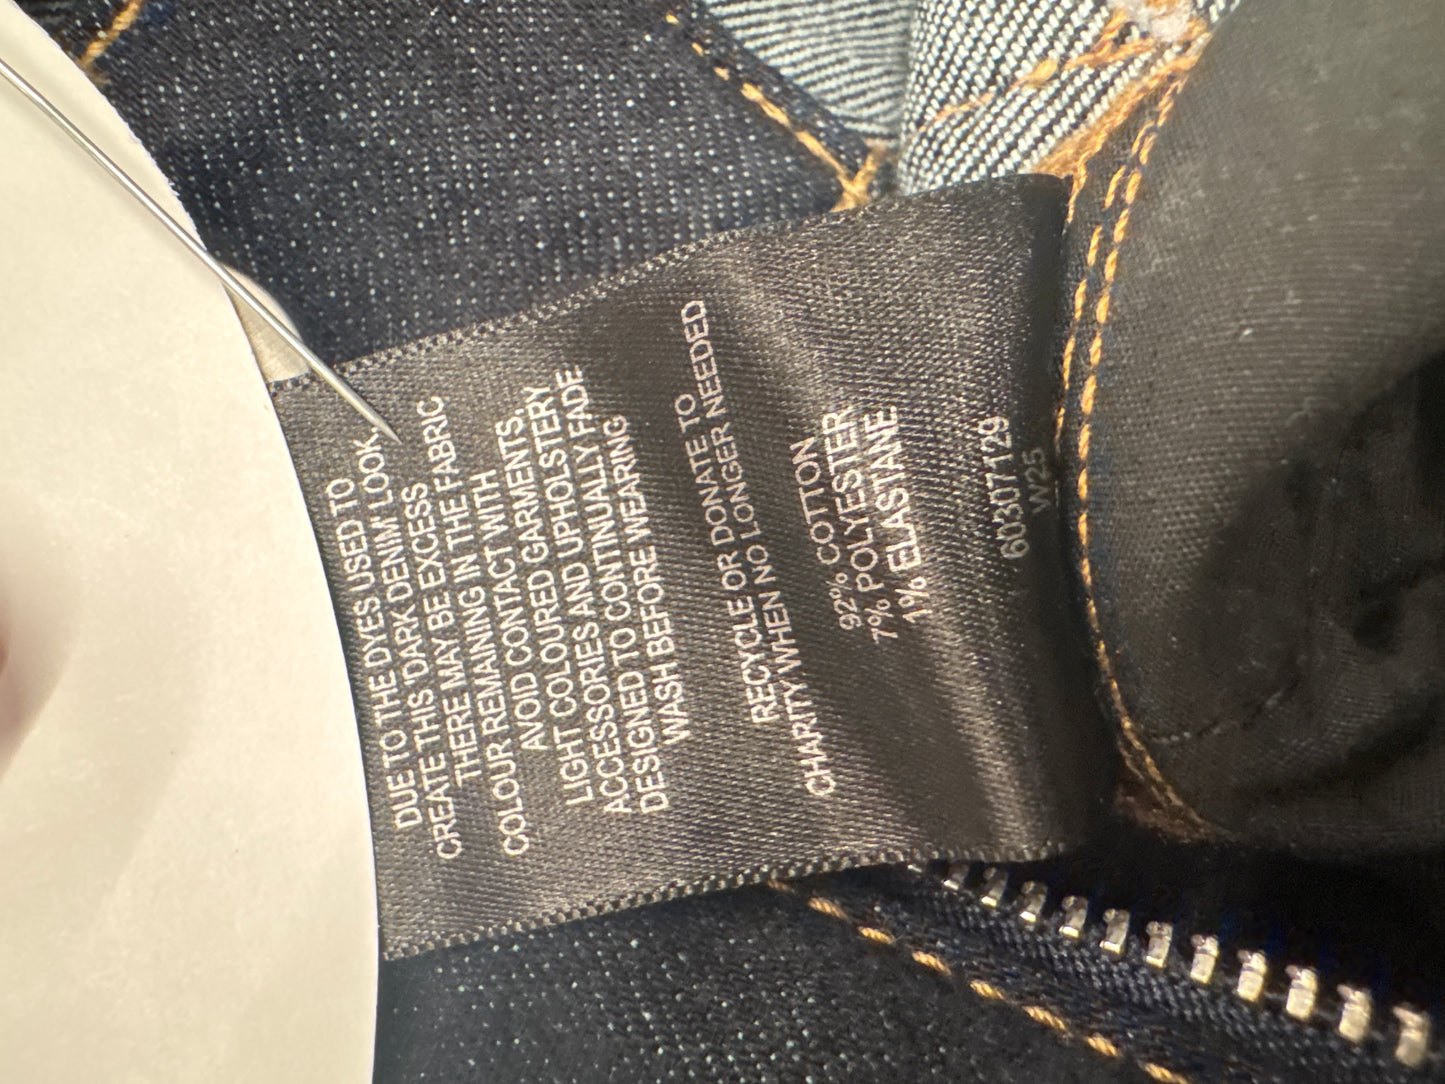 DUE TO THE DYES USED TO
CREATE THIS DARK DENIM LOOK
THERE MAY BE EXCESS
COLOUR REMAINING IN THE FABRIC
AVOID CONTACT WITH
LIGHT COLOURED GARMENTS,
ACCESSORIES AND UPHOLSTERY
DESIGNED TO CONTINUALLY FADE
WASH BEFORE WEARING
RECYCLE OR DONATE TO
CHARITY WHEN NO LONGER NEEDED
92% COTTON
7% POLYESTER
1% ELASTANE
60307129
W25